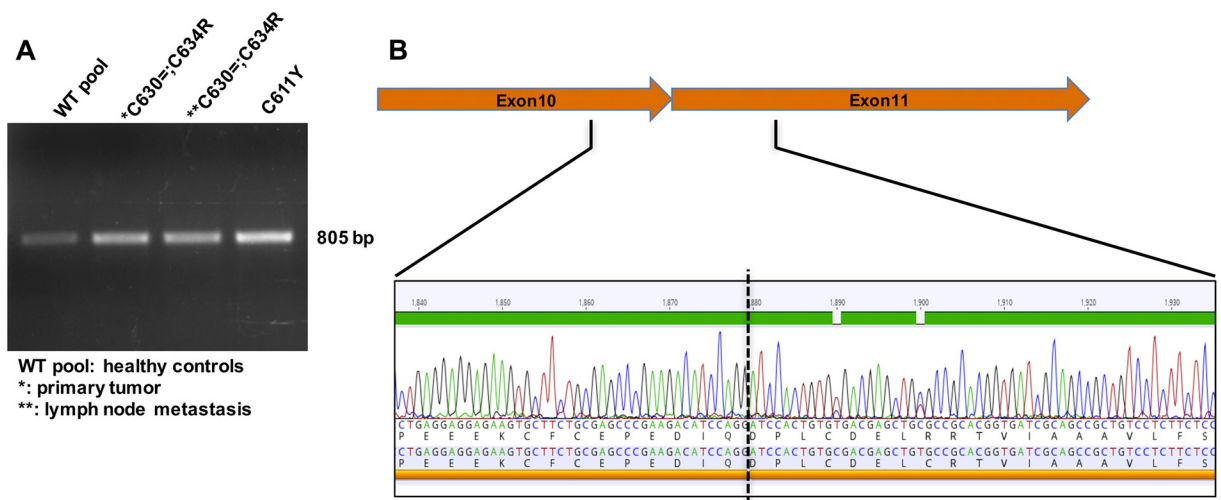 A
WT pool
*C630=;C634R
**C630=;C634R
C611Y
805 bp
WT pool: healthy controls
*: primary tumor
**: lymph node metastasis
B
Exon10
Exon11
1,840 1,850 1,860 1,870 880 1,890 1,900 1,910 1,920 1,930
CTGAGGAGGAGAAGTGCTTCTGCGAGCCCGAAGACATCCAGGATCCACTGTGTGACGAGCTGCGCCGCACGGTGATCGCAGCCGCTGTCCTCTTCTCC
P E E E K C F C E P E D I Q D P L C D E L R R T V I A A A V L F S
CTGAGGAGGAGAAGTGCTTCTGCGAGCCCGAAGACATCCAGGATCCACTGTGCGACGAGCTGTGCCGCACGGTGATCGCAGCCGCTGTCCTCTTCTCC
P E E E K C F C E P E D I Q D P L C D E L C R T V I A A A V L F S